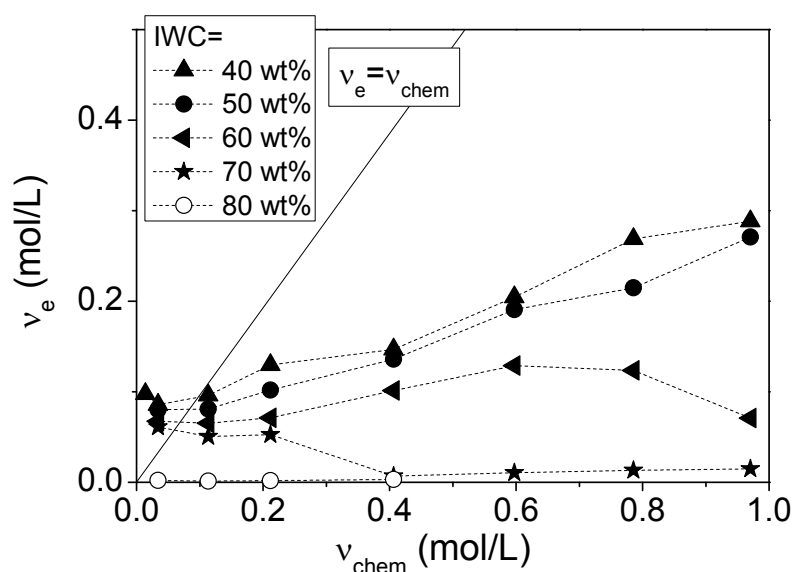 IWC=
40 wt%
50 wt%
60 wt%
70 wt%
80 wt%
νe=νchem
0.4
0.2
0.0
νe (mol/L)
0.0 0.2 0.4 0.6 0.8 1.0
νchem (mol/L)